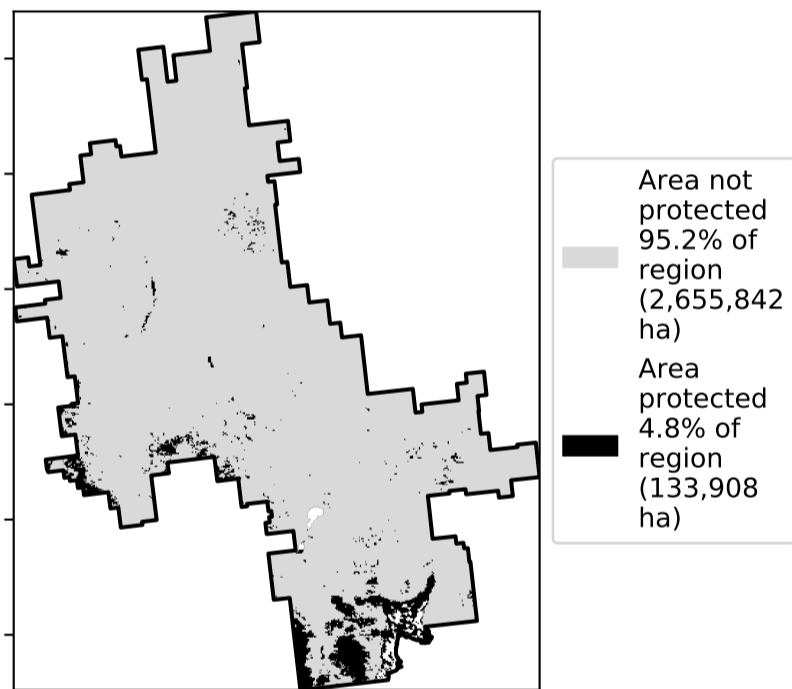 Area not
protected
95.2% of
region
(2,655,842
ha)
Area
protected
4.8% of
region
(133,908
ha)